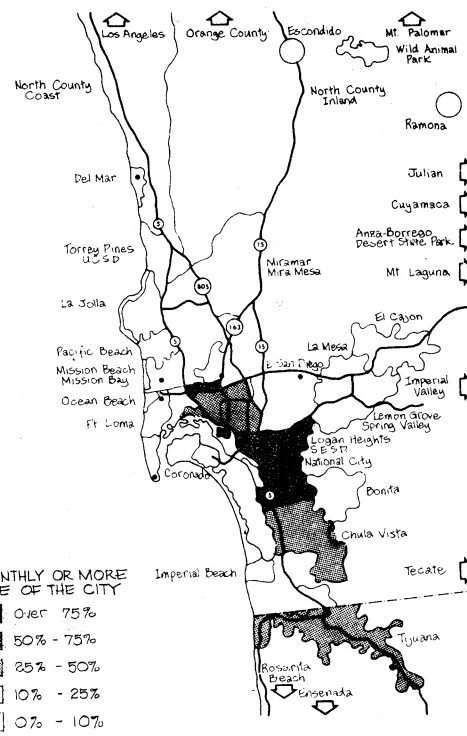 Los Angeles
Orange County
Escondido
Mt. Palomar
Wild Animal
Park
North County
Coast
North County
Inland
Ramona
Del Mar
Julian
Cuyamaca
5
Anza-Borrego
Desert State Park
Torrey Pines
UCSD
15
Miramar
Mira Mesa
Mt Laguna
805
La Jolla
163
El Cajon
5
15
La Mesa
Pacific Beach
Mission Beach
Mission Bay
E San Diego
Imperial
Valley
Ocean Beach
Pt Loma
Lemon Grove
Spring Valley
Logan Heights
S.E.S.D.
National City
Coronado
Bonita
5
Chula Vista
Imperial Beach
Tecate
NTHLY OR MORE
E OF THE CITY
Over 75%
50% - 75%
25% - 50%
10% - 25%
0% - 10%
Tijuana
Rosarita
Beach
Ensenada